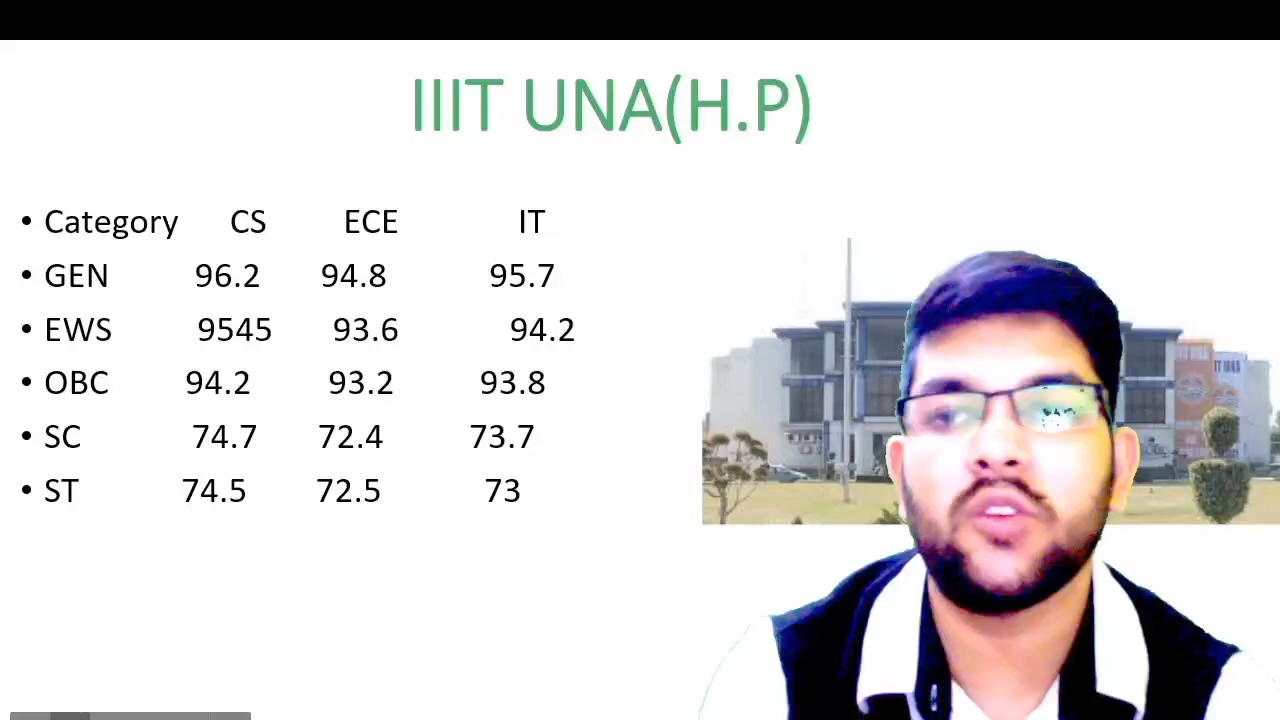 IIIT UNA(H.P)
• Category CS ECE IT
• GEN 96.2 94.8 95.7
• EWS 9545 93.6 94.2
• OBC 94.2 93.2 93.8
• SC 74.7 72.4 73.7
• ST 74.5 72.5 73